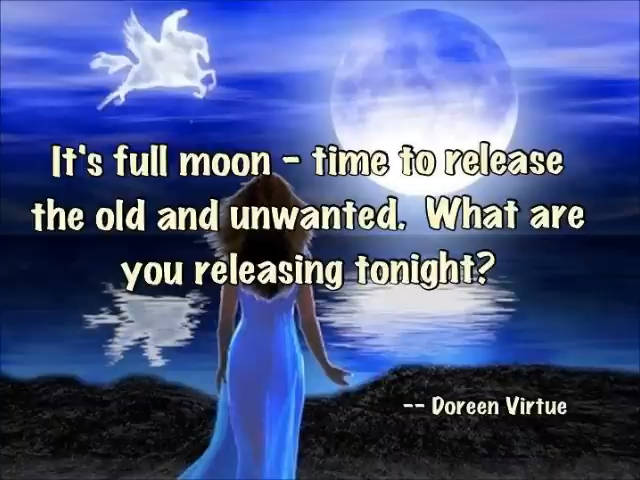 It's full moon - time to release
the old and unwanted.  What are
you releasing tonight?
-- Doreen Virtue